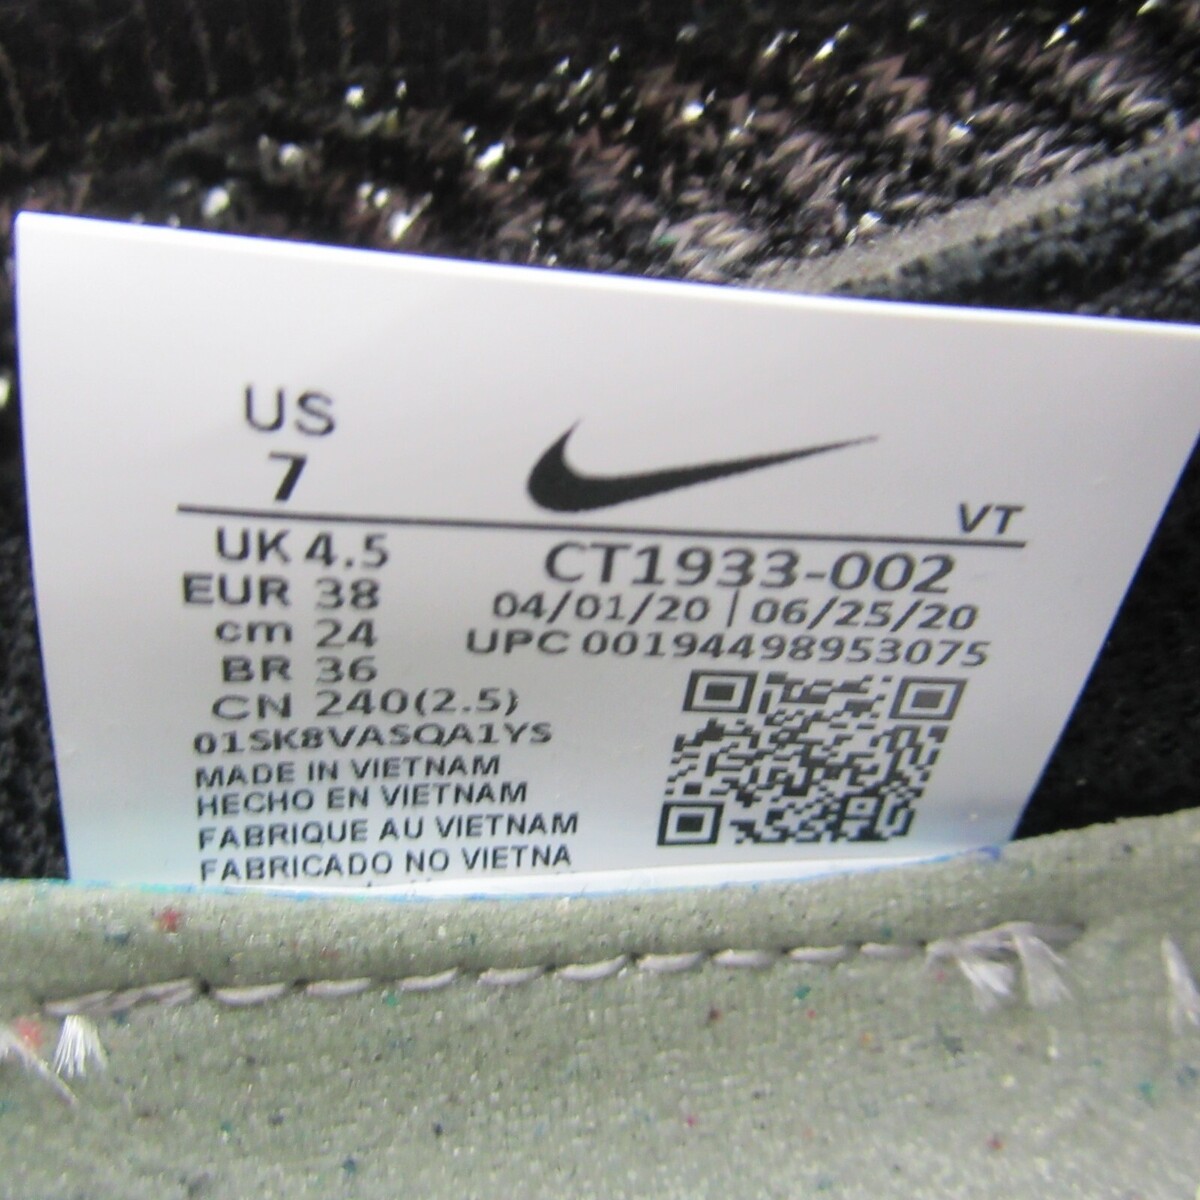 US
7
VT
UK 4.5
EUR 38
cm 24
BR 36
CN 240(2.5)
01SK8VASQA1YS
MADE IN VIETNAM
HECHO EN VIETNAM
FABRIQUE AU VIETNAM
FABRICADO NO VIETNA
CT1933-002
04/01/20 | 06/25/20
UPC 00194498953075